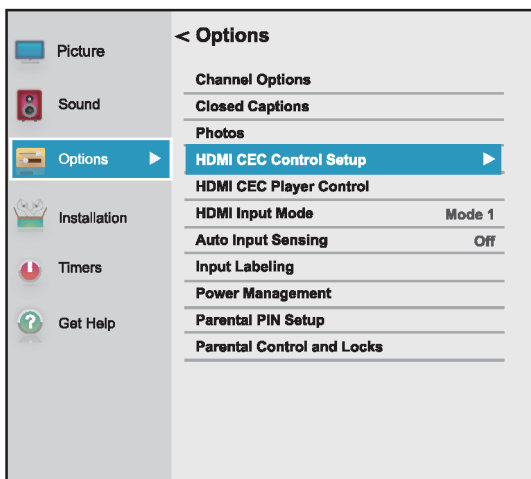 Picture
Sound
Options
Installation
Timers
Get Help
< Options
Channel Options
Closed Captions
Photos
HDMI CEC Control Setup
HDMI CEC Player Control
HDMI Input Mode Mode 1
Auto Input Sensing Off
Input Labeling
Power Management
Parental PIN Setup
Parental Control and Locks